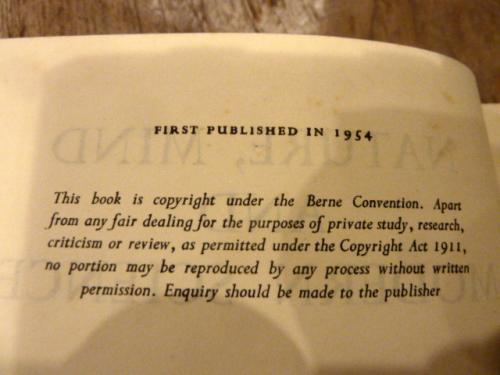 FIRST PUBLISHED IN 1954
This book is copyright under the Berne Convention. Apart
from any fair dealing for the purposes of private study, research,
criticism or review, as permitted under the Copyright Act 1911,
no portion may be reproduced by any process without written
permission. Enquiry should be made to the publisher